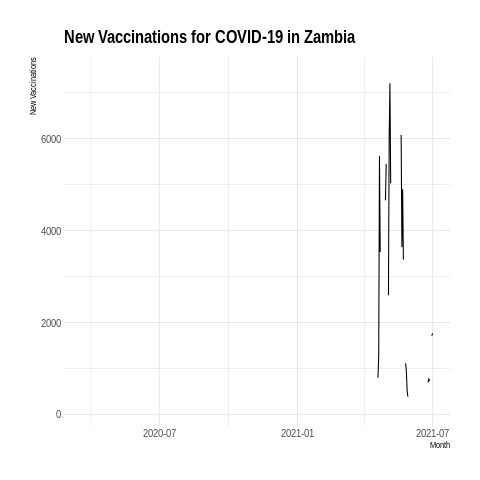 New Vaccinations for COVID-19 in Zambia
New Vaccinations
6000
4000
2000
0
2020-07
2021-01
2021-07
Month